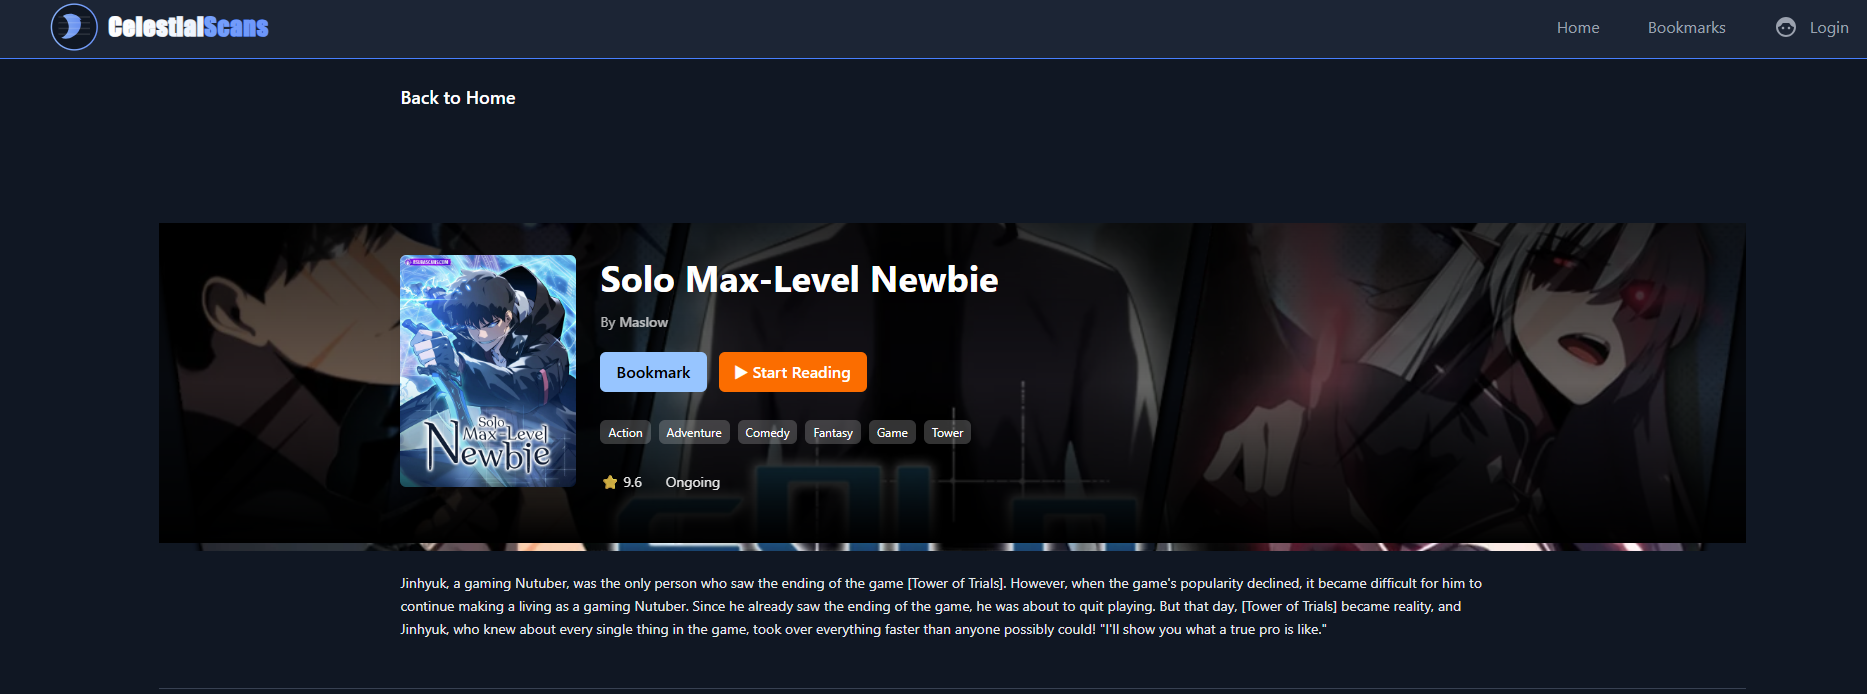 CelestialScans
Home
Bookmarks
Login
Back to Home
Solo Max-Level Newbie
By Maslow
Bookmark
Start Reading
Action
Adventure
Comedy
Fantasy
Game
Tower
9.6
Ongoing
Solo
Max-Level
Newbie
Jinhyuk, a gaming Nutuber, was the only person who saw the ending of the game [Tower of Trials]. However, when the game's popularity declined, it became difficult for him to
continue making a living as a gaming Nutuber. Since he already saw the ending of the game, he was about to quit playing. But that day, [Tower of Trials] became reality, and
Jinhyuk, who knew about every single thing in the game, took over everything faster than anyone possibly could! "I'll show you what a true pro is like."